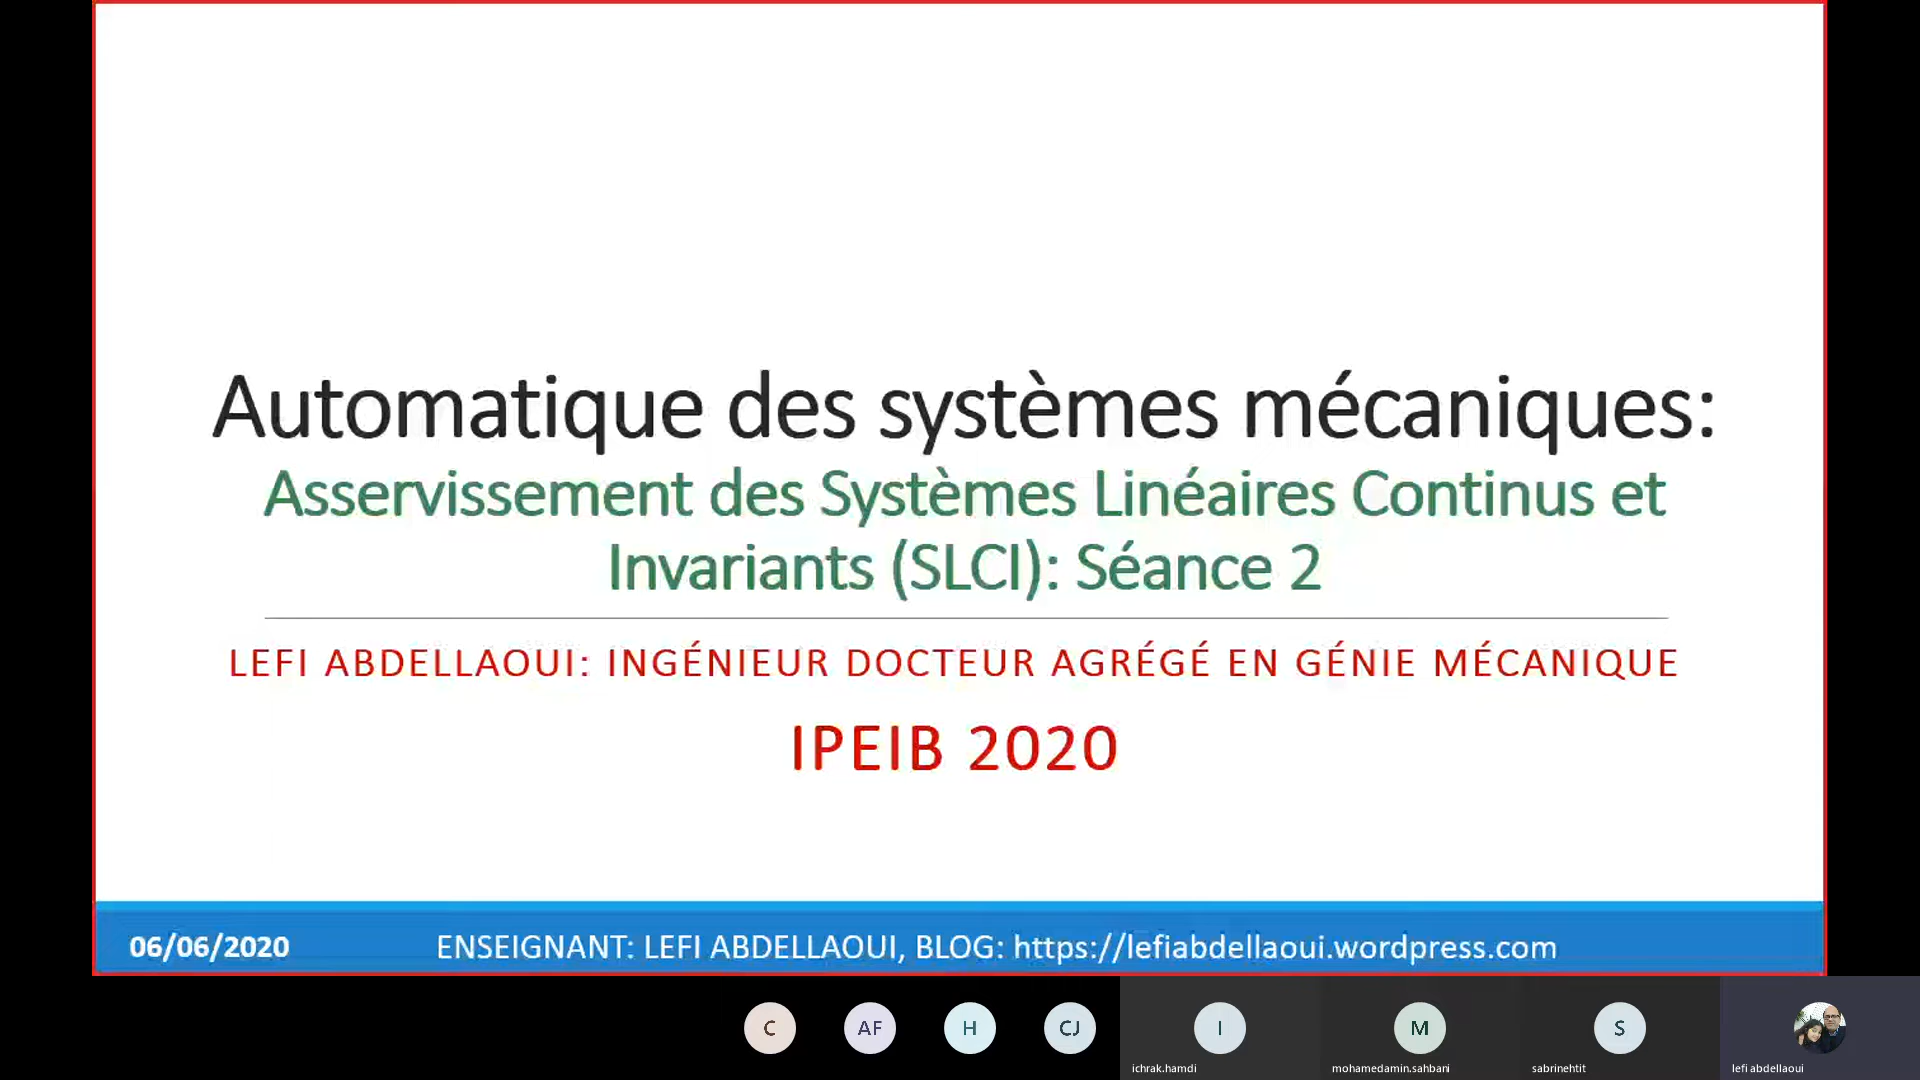 Automatique des systèmes mécaniques:
Asservissement des Systèmes Linéaires Continus et
Invariants (SLCI): Séance 2
LEFI ABDELLAOUI: INGÉNIEUR DOCTEUR AGRÉGÉ EN GÉNIE MÉCANIQUE
IPEIB 2020
06/06/2020 ENSEIGNANT: LEFI ABDELLAOUI, BLOG: https://lefiabdellaoui.wordpress.com
C AF H CJ I M S
ichrak.hamdi mohamedamin.sahbani sabrinehtit lefi abdellaoui